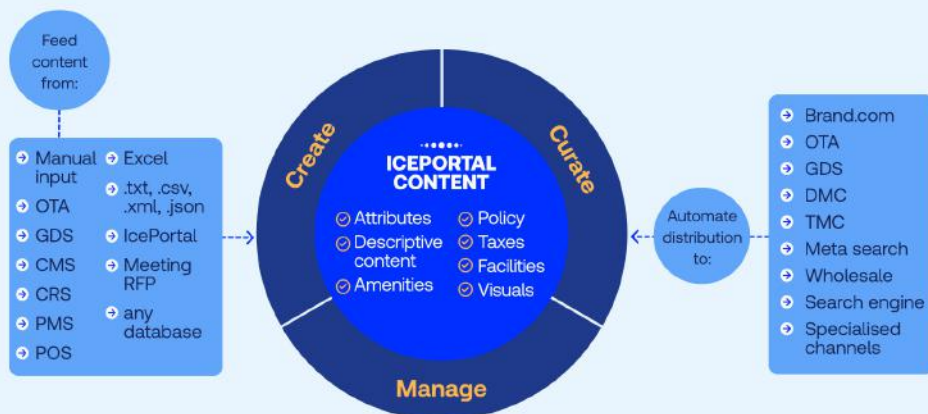 Feed
content
from:
Manual
input
OTA
GDS
CMS
CRS
PMS
POS
Excel
.txt, .csv,
.xml, .json,
IcePortal
Meeting
RFP
any
database
Create
Curate
Manage
ICEPORTAL
CONTENT
Attributes
Descriptive
content
Amenities
Policy
Taxes
Facilities
Visuals
Automate
distribution
to:
Brand.com
OTA
GDS
DMC
TMC
Meta search
Wholesale
Search engine
Specialised
channels